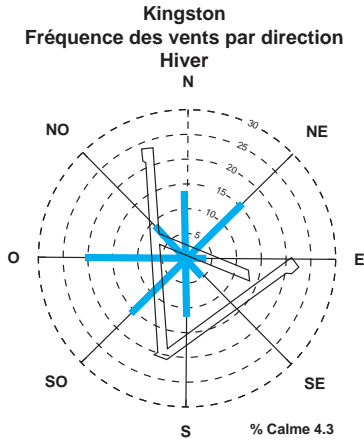 Kingston
Fréquence des vents par direction
Hiver
N
NO
NE
30
25
20
15
10
5
O
E
SO
SE
S
% Calme 4.3